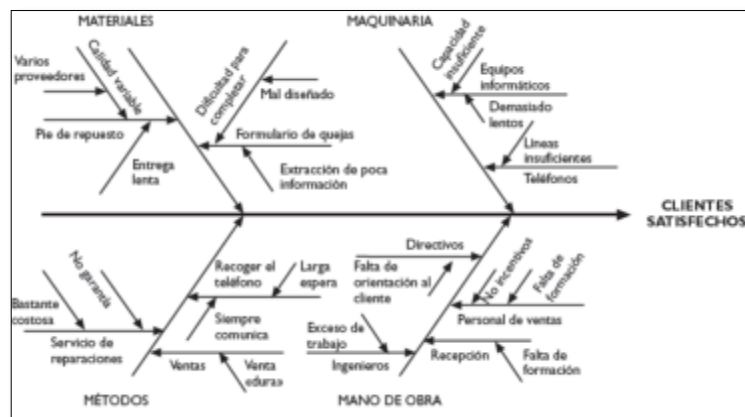 MATERIALES
MAQUINARIA
Varios
proveedores
Calidad variable
Pie de repuesto
Entrega
lenta
Dificultad para
completar
Mal diseñado
Formulario de quejas
Extracción de poca
información
Capacidad
insuficiente
Equipos
informáticos
Demasiado
lentos
Líneas
insuficientes
Teléfonos
CLIENTES
SATISFECHOS
No garantía
Bastante
costosa
Servicio de
reparaciones
Recoger el
teléfono
Larga
espera
Siempre
comunica
Ventas
Venta
«dura»
Directivos
Falta de
orientación al
cliente
No incentivos
Falta de
formación
Personal de ventas
Exceso de
trabajo
Ingenieros
Recepción
Falta de
formación
MÉTODOS
MANO DE OBRA